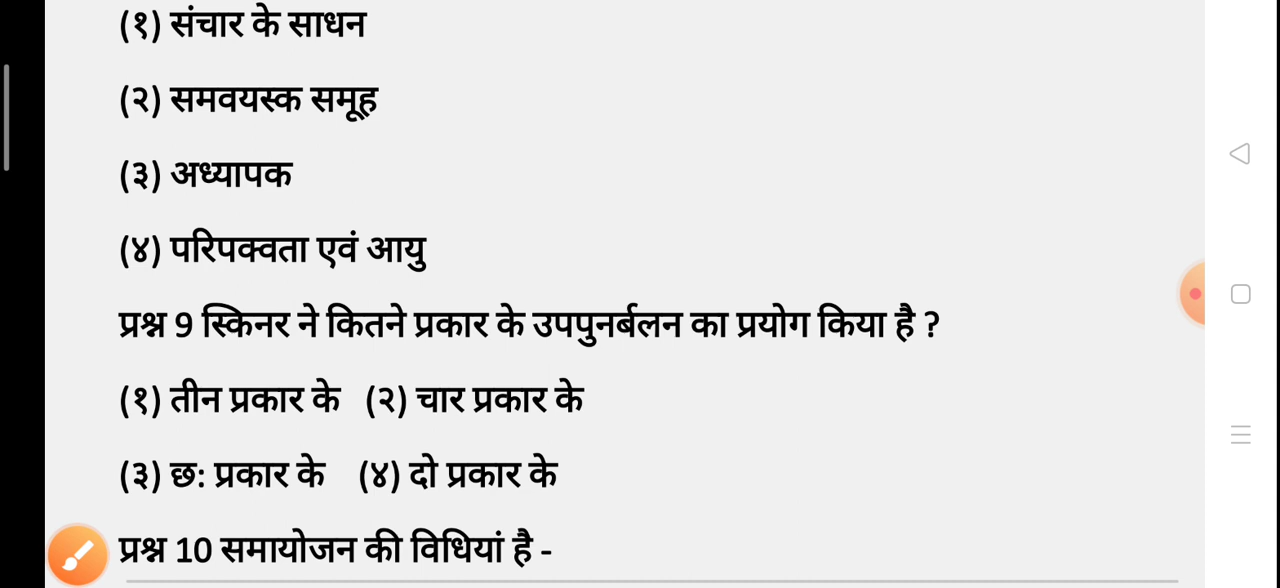 (१) संचार के साधन
(२) समवयस्क समूह
(३) अध्यापक
(४) परिपक्वता एवं आयु
प्रश्न 9 स्किनर ने कितने प्रकार के उपपुनर्बलन का प्रयोग किया है ?
(१) तीन प्रकार के (२) चार प्रकार के
(३) छ: प्रकार के (४) दो प्रकार के
प्रश्न 10 समायोजन की विधियां है -